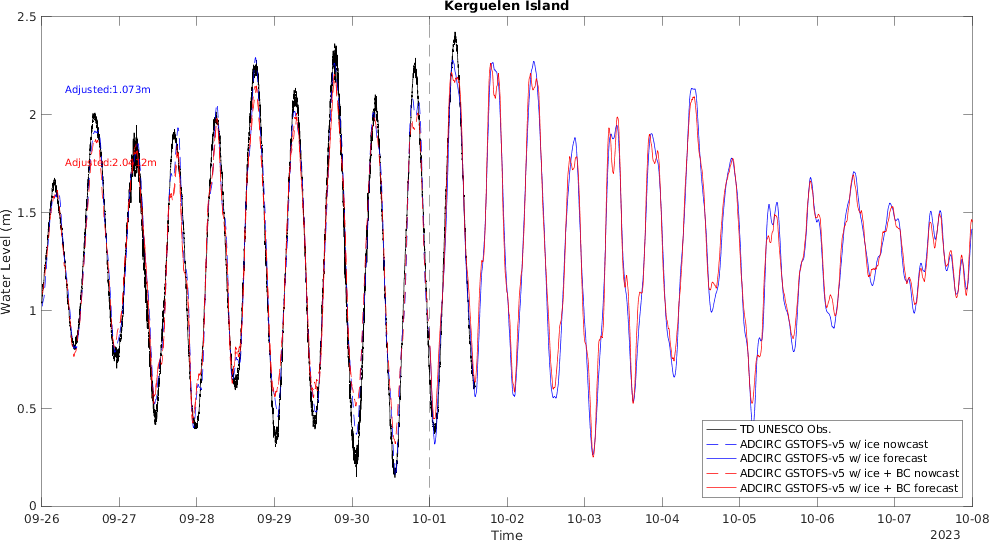 Kerguelen Island
2.5
2
1.5
1
0.5
0
Water Level (m)
Adjusted:1.073m
TD UNESCO Obs.
ADCIRC GSTOFS-v5 w/ ice nowcast
ADCIRC GSTOFS-v5 w/ ice forecast
ADCIRC GSTOFS-v5 w/ ice + BC nowcast
ADCIRC GSTOFS-v5 w/ ice + BC forecast
09-26 09-27 09-28 09-29 09-30 10-01 10-02 10-03 10-04 10-05 10-06 10-07 10-08
Time
2023